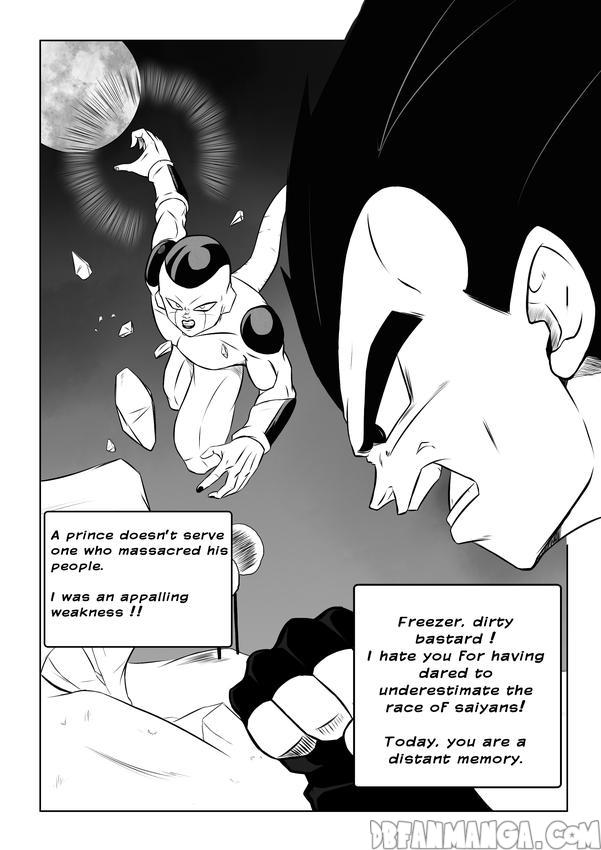 A prince doesn't serve
one who massacred his
people.
I was an appalling
weakness !!
Freezer, dirty
bastard !
I hate you for having
dared to
underestimate the
race of saiyans!
Today, you are a
distant memory.
DBFANMANGA.COM